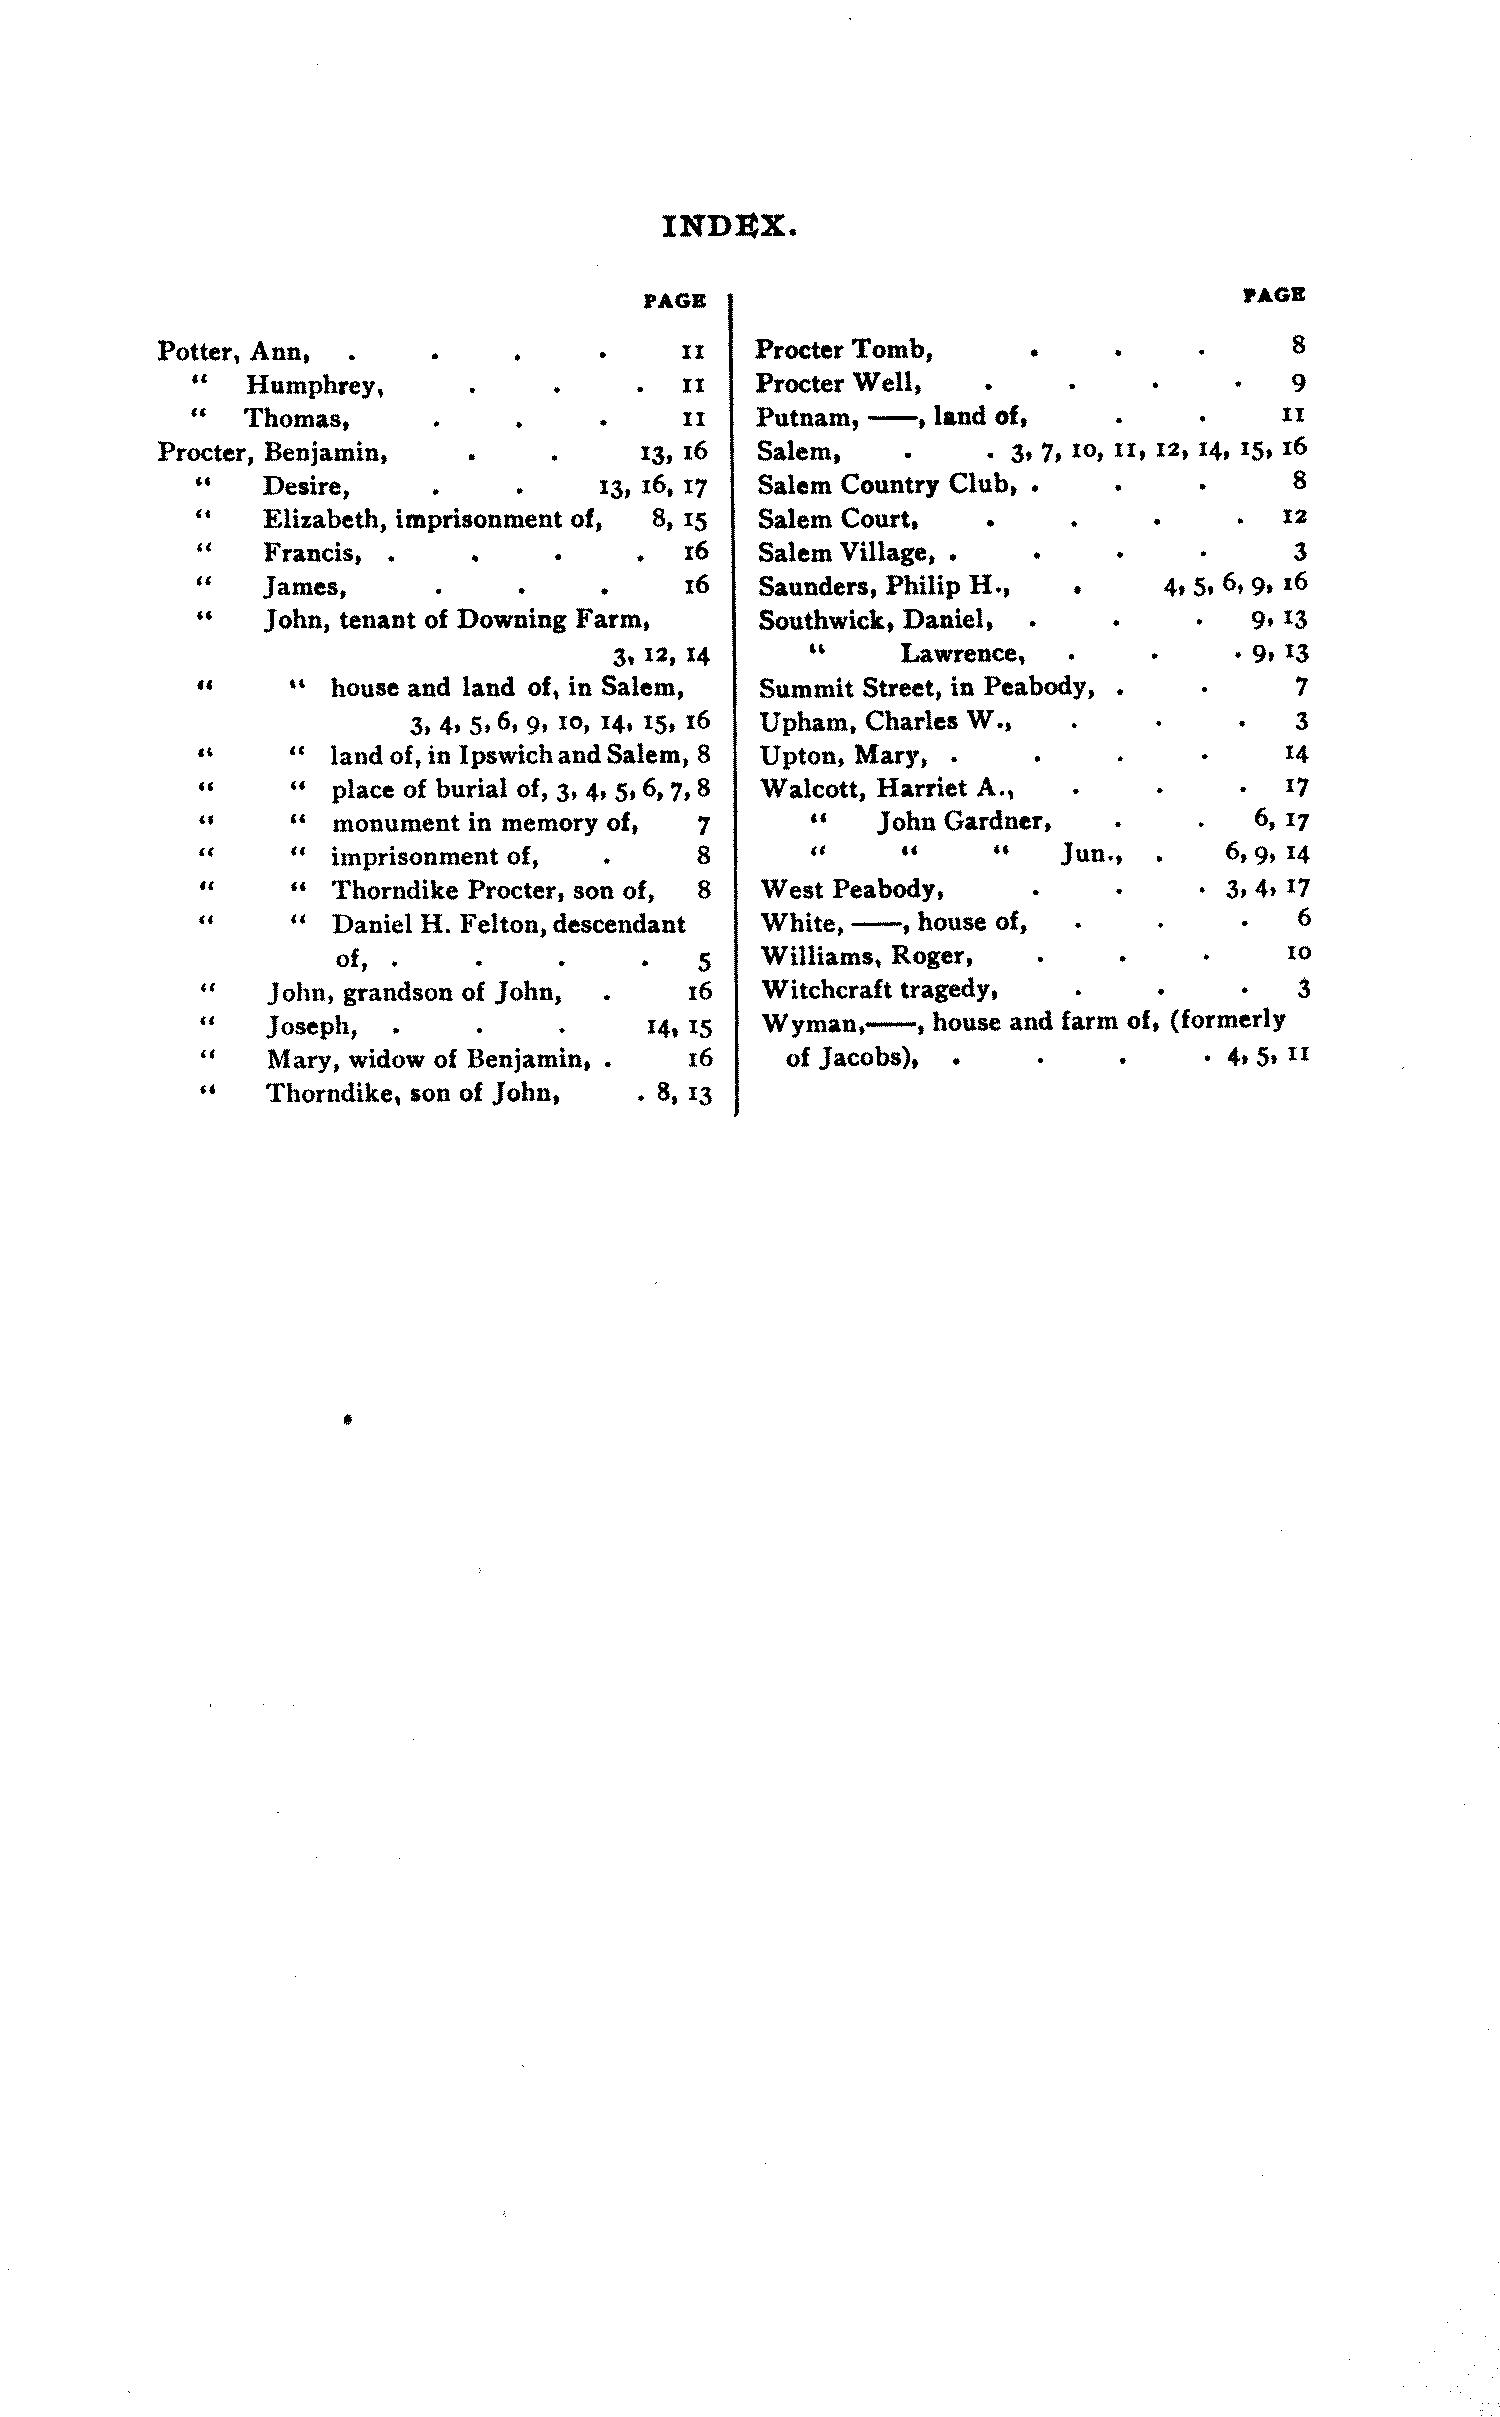 INDEX.
PAGE
Potter, Ann, . . . . 11
“ Humphrey, . . . 11
“ Thomas, . . . 11
Procter, Benjamin, . . 13, 16
“ Desire, . . 13, 16, 17
“ Elizabeth, imprisonment of, 8, 15
“ Francis, . . . . 16
“ James, . . . 16
“ John, tenant of Downing Farm,
3, 12, 14
“ “ house and land of, in Salem,
3, 4, 5, 6, 9, 10, 14, 15, 16
“ “ land of, in Ipswich and Salem, 8
“ “ place of burial of, 3, 4, 5, 6, 7, 8
“ “ monument in memory of, 7
“ “ imprisonment of, . 8
“ “ Thorndike Procter, son of, 8
“ “ Daniel H. Felton, descendant
of, . . . . 5
“ John, grandson of John, . 16
“ Joseph, . . . 14, 15
“ Mary, widow of Benjamin, . 16
“ Thorndike, son of John, . 8, 13
PAGE
Procter Tomb, . . . 8
Procter Well, . . . . 9
Putnam, ——, land of, . . 11
Salem, . . 3, 7, 10, 11, 12, 14, 15, 16
Salem Country Club, . . . 8
Salem Court, . . . . 12
Salem Village, . . . . 3
Saunders, Philip H., . 4, 5, 6, 9, 16
Southwick, Daniel, . . . 9, 13
“ Lawrence, . . . 9, 13
Summit Street, in Peabody, . . 7
Upham, Charles W., . . . 3
Upton, Mary, . . . . 14
Walcott, Harriet A., . . . 17
“ John Gardner, . . 6, 17
“ “ “ Jun., . 6, 9, 14
West Peabody, . . . 3, 4, 17
White, ——, house of, . . . 6
Williams, Roger, . . . 10
Witchcraft tragedy, . . . 3
Wyman, ——, house and farm of, (formerly
of Jacobs), . . . . 4, 5, 11